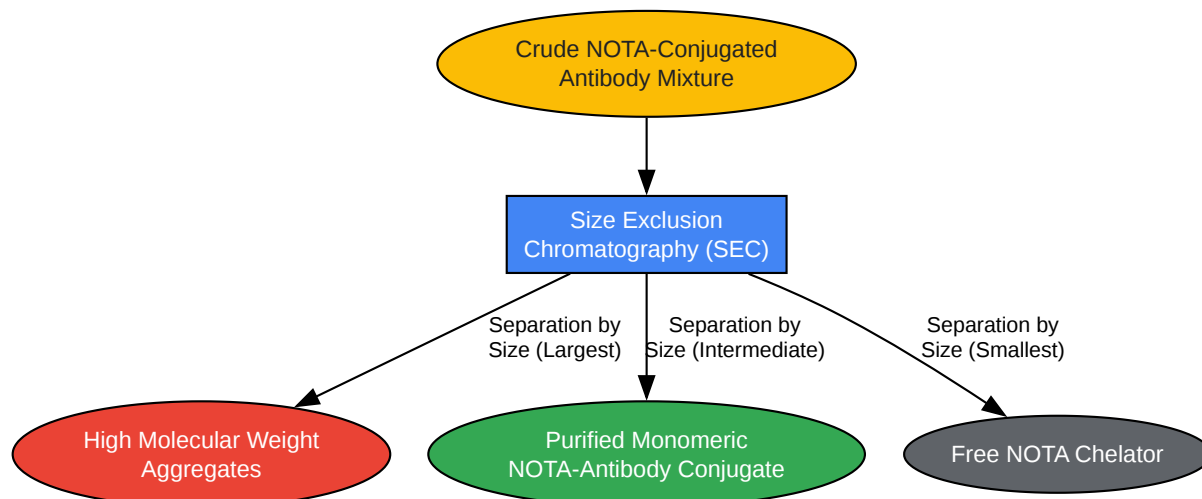 Crude NOTA-Conjugated
Antibody Mixture
Size Exclusion
Chromatography (SEC)
Separation by
Size (Largest)
Separation by
Size (Intermediate)
Separation by
Size (Smallest)
High Molecular Weight
Aggregates
Purified Monomeric
NOTA-Antibody Conjugate
Free NOTA Chelator